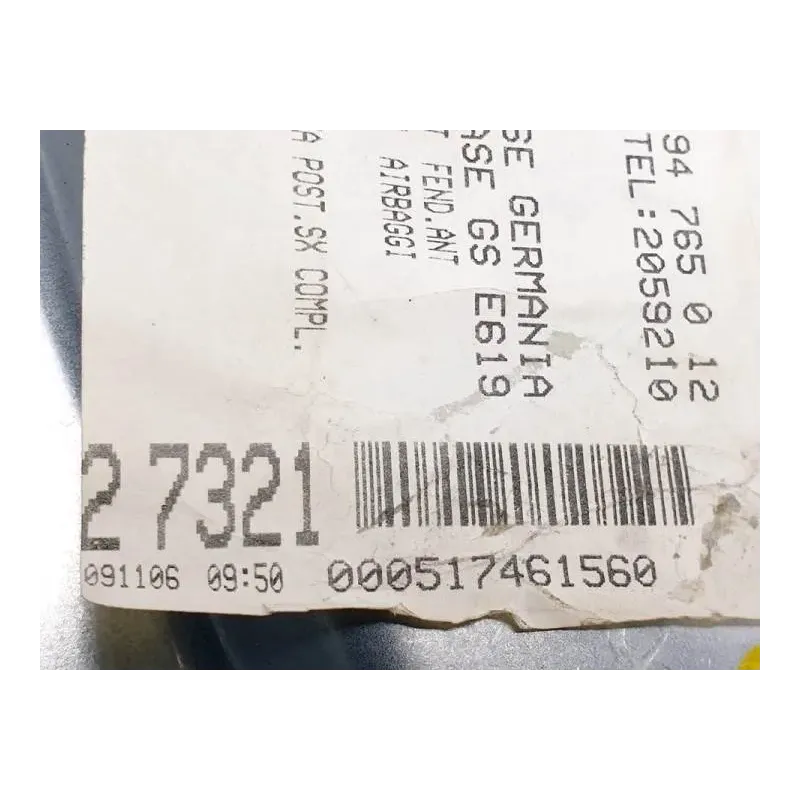 94 765 0 12
TEL:2059210
SE GERMANIA
ASE GS E619
T FEND.ANT
AIRBAGGI
A POST.SX COMPL.
2 7321
091106 09:50 000517461560